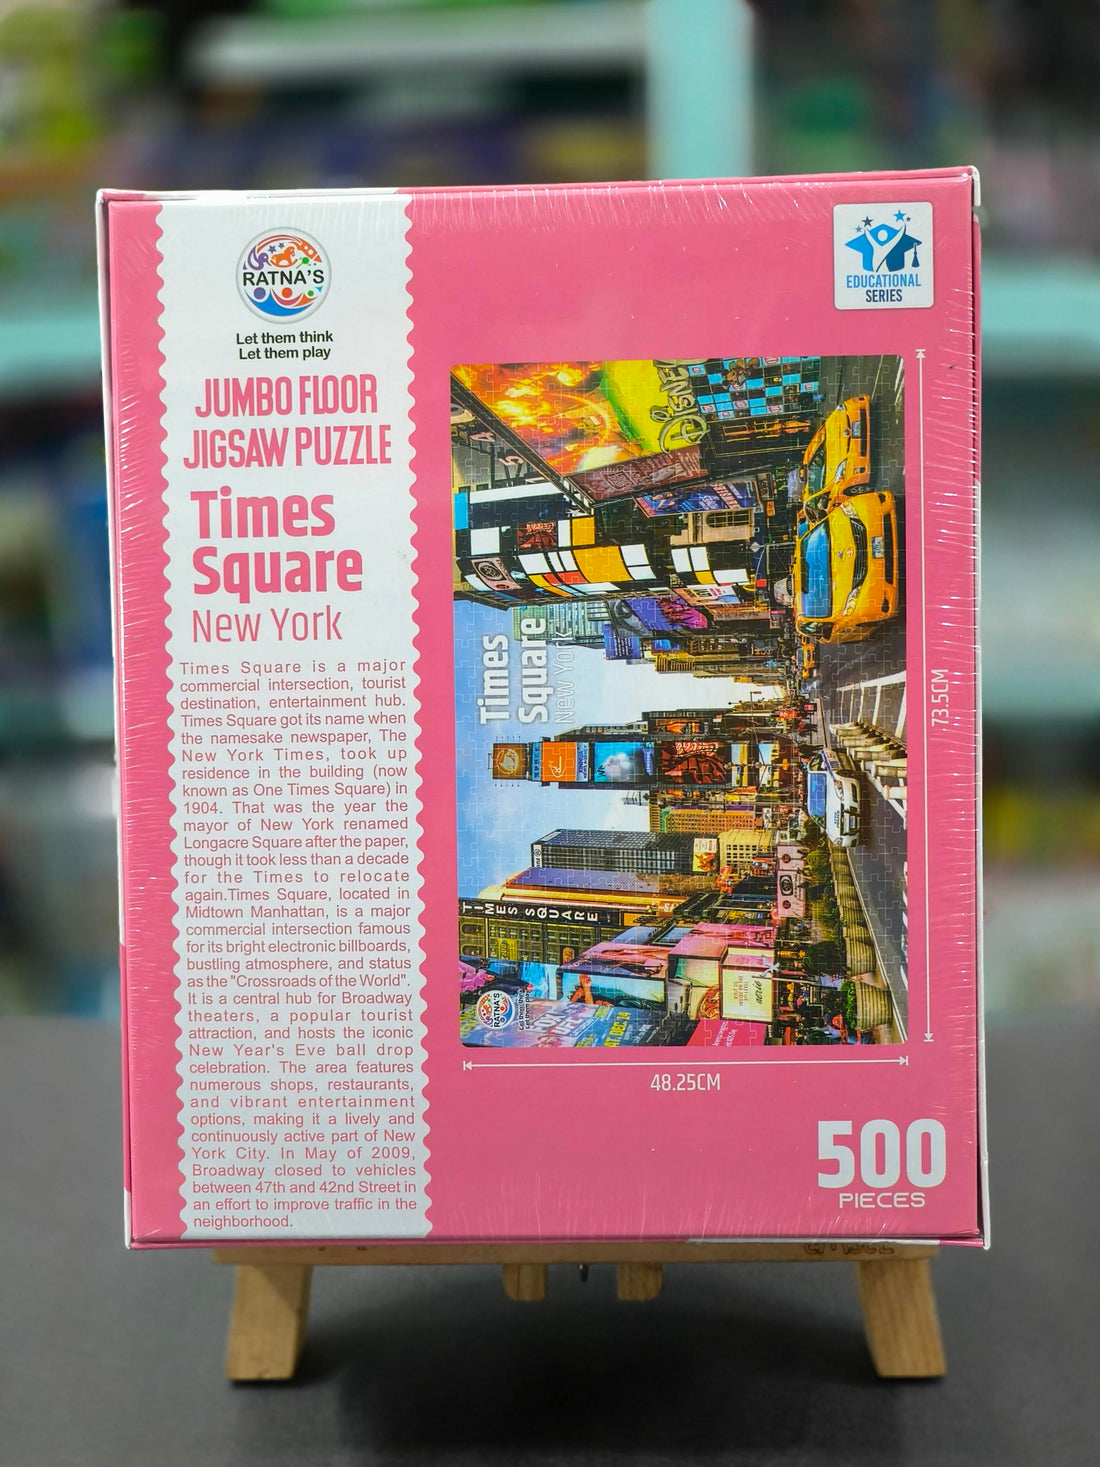 RATNA'S
Let them think
Let them play
JUMBO FLOOR
JIGSAW PUZZLE
Times
Square
New York
Times Square is a major
commercial intersection, tourist
destination, entertainment hub.
Times Square got its name when
the namesake newspaper, The
New York Times, took up
residence in the building (now
known as One Times Square) in
1904. That was the year the
mayor of New York renamed
Longacre Square after the paper,
though it took less than a decade
for the Times to relocate
again.Times Square, located in
Midtown Manhattan, is a major
commercial intersection famous
for its bright electronic billboards,
bustling atmosphere, and status
as the "Crossroads of the World".
It is a central hub for Broadway
theaters, a popular tourist
attraction, and hosts the iconic
New Year's Eve ball drop
celebration. The area features
numerous shops, restaurants,
and vibrant entertainment
options, making it a lively and
continuously active part of New
York City. In May of 2009,
Broadway closed to vehicles
between 47th and 42nd Street in
an effort to improve traffic in the
neighborhood.
EDUCATIONAL
SERIES
DISNEY
Times
Square
New York
TIMES SQUARE
RATNA'S
Let them think
Let them play
73.5CM
48.25CM
500
PIECES